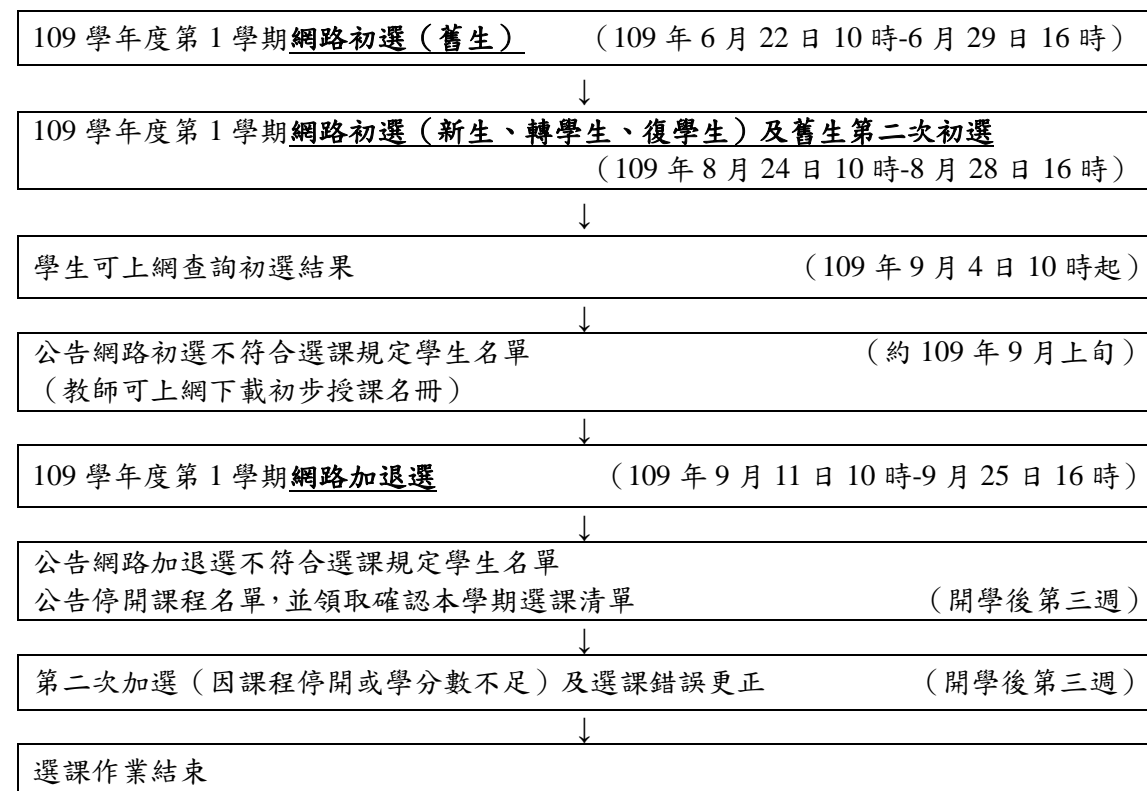 109 學年度第 1 學期網路初選（舊生） （109 年 6 月 22 日 10 時-6 月 29 日 16 時）
↓
109 學年度第 1 學期網路初選（新生、轉學生、復學生）及舊生第二次初選
（109 年 8 月 24 日 10 時-8 月 28 日 16 時）
↓
學生可上網查詢初選結果 （109 年 9 月 4 日 10 時起）
↓
公告網路初選不符合選課規定學生名單 （約 109 年 9 月上旬）
（教師可上網下載初步授課名冊）
↓
109 學年度第 1 學期網路加退選 （109 年 9 月 11 日 10 時-9 月 25 日 16 時）
↓
公告網路加退選不符合選課規定學生名單
公告停開課程名單，並領取確認本學期選課清單 （開學後第三週）
↓
第二次加選（因課程停開或學分數不足）及選課錯誤更正 （開學後第三週）
↓
選課作業結束